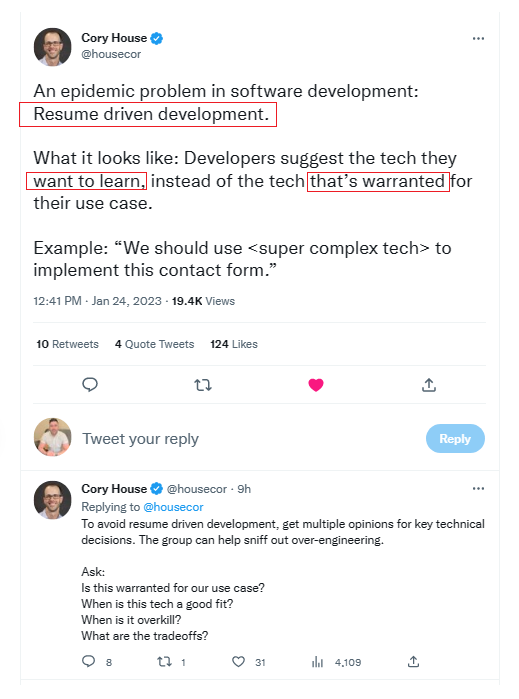 Cory House
@housecor
An epidemic problem in software development:
Resume driven development.
What it looks like: Developers suggest the tech they
want to learn, instead of the tech that’s warranted for
their use case.
Example: “We should use <super complex tech> to
implement this contact form.”
12:41 PM · Jan 24, 2023 · 19.4K Views
10 Retweets 4 Quote Tweets 124 Likes
Tweet your reply
Reply
Cory House @housecor · 9h
Replying to @housecor
To avoid resume driven development, get multiple opinions for key technical
decisions. The group can help sniff out over-engineering.
Ask:
Is this warranted for our use case?
When is this tech a good fit?
When is it overkill?
What are the tradeoffs?
8 1 31 4,109